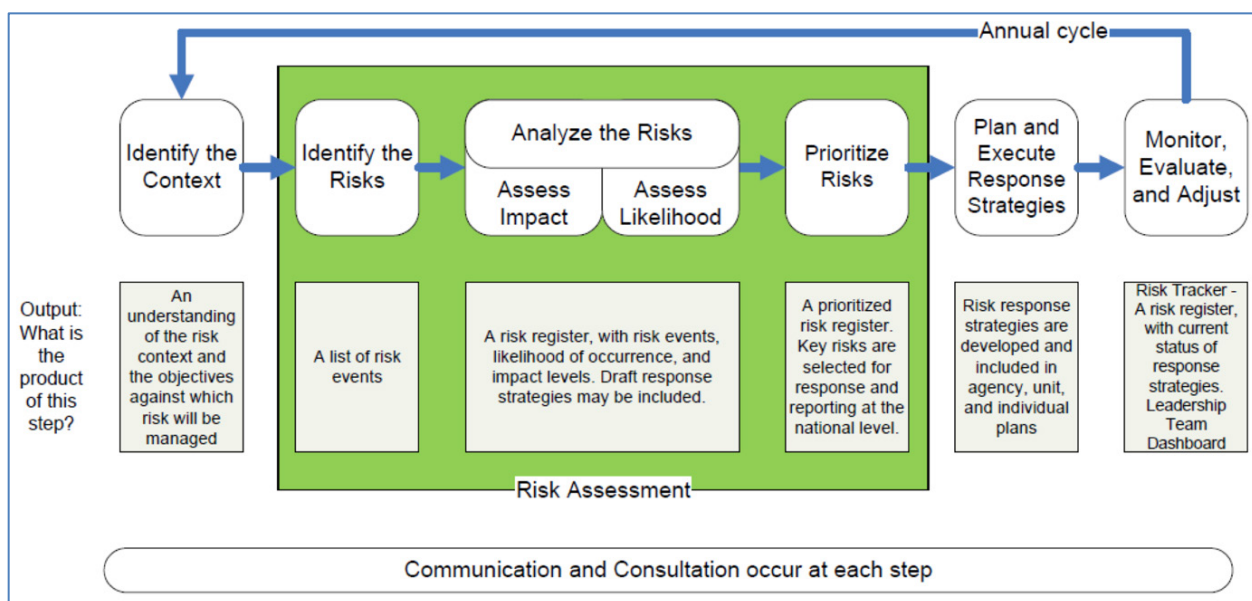 Annual cycle
Identify the
Context
Identify the
Risks
Analyze the Risks
Assess
Impact
Assess
Likelihood
Prioritize
Risks
Plan and
Execute
Response
Strategies
Monitor,
Evaluate,
and Adjust
Output:
What is
the
product
of this
step?
An
understanding
of the risk
context and
the objectives
against which
risk will be
managed
A list of risk
events
A risk register, with risk events,
likelihood of occurrence, and
impact levels. Draft response
strategies may be included.
A prioritized
risk register.
Key risks are
selected for
response and
reporting at the
national level.
Risk response
strategies are
developed and
included in
agency, unit,
and individual
plans
Risk Tracker -
A risk register,
with current
status of
response
strategies.
Leadership
Team
Dashboard
Risk Assessment
Communication and Consultation occur at each step